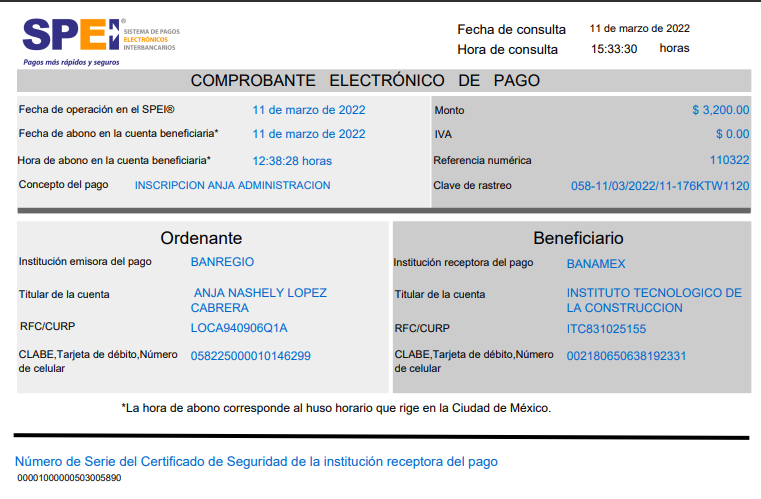 SPEI
SISTEMA DE PAGOS
ELECTRÓNICOS
INTERBANCARIOS
Pagos más rápidos y seguros
Fecha de consulta 11 de marzo de 2022
Hora de consulta 15:33:30 horas
COMPROBANTE ELECTRÓNICO DE PAGO
Fecha de operación en el SPEI® 11 de marzo de 2022
Fecha de abono en la cuenta beneficiaria* 11 de marzo de 2022
Hora de abono en la cuenta beneficiaria* 12:38:28 horas
Concepto del pago INSCRIPCION ANJA ADMINISTRACION
Monto $ 3,200.00
IVA $ 0.00
Referencia numérica 110322
Clave de rastreo 058-11/03/2022/11-176KTW1120
Ordenante
Institución emisora del pago BANREGIO
Titular de la cuenta ANJA NASHELY LOPEZ
CABRERA
RFC/CURP LOCA940906Q1A
CLABE,Tarjeta de débito,Número 058225000010146299
de celular
Beneficiario
Institución receptora del pago BANAMEX
Titular de la cuenta INSTITUTO TECNOLOGICO DE
LA CONSTRUCCION
RFC/CURP ITC831025155
CLABE,Tarjeta de débito,Número 002180650638192331
de celular
*La hora de abono corresponde al huso horario que rige en la Ciudad de México.
Número de Serie del Certificado de Seguridad de la institución receptora del pago
00001000000503005890